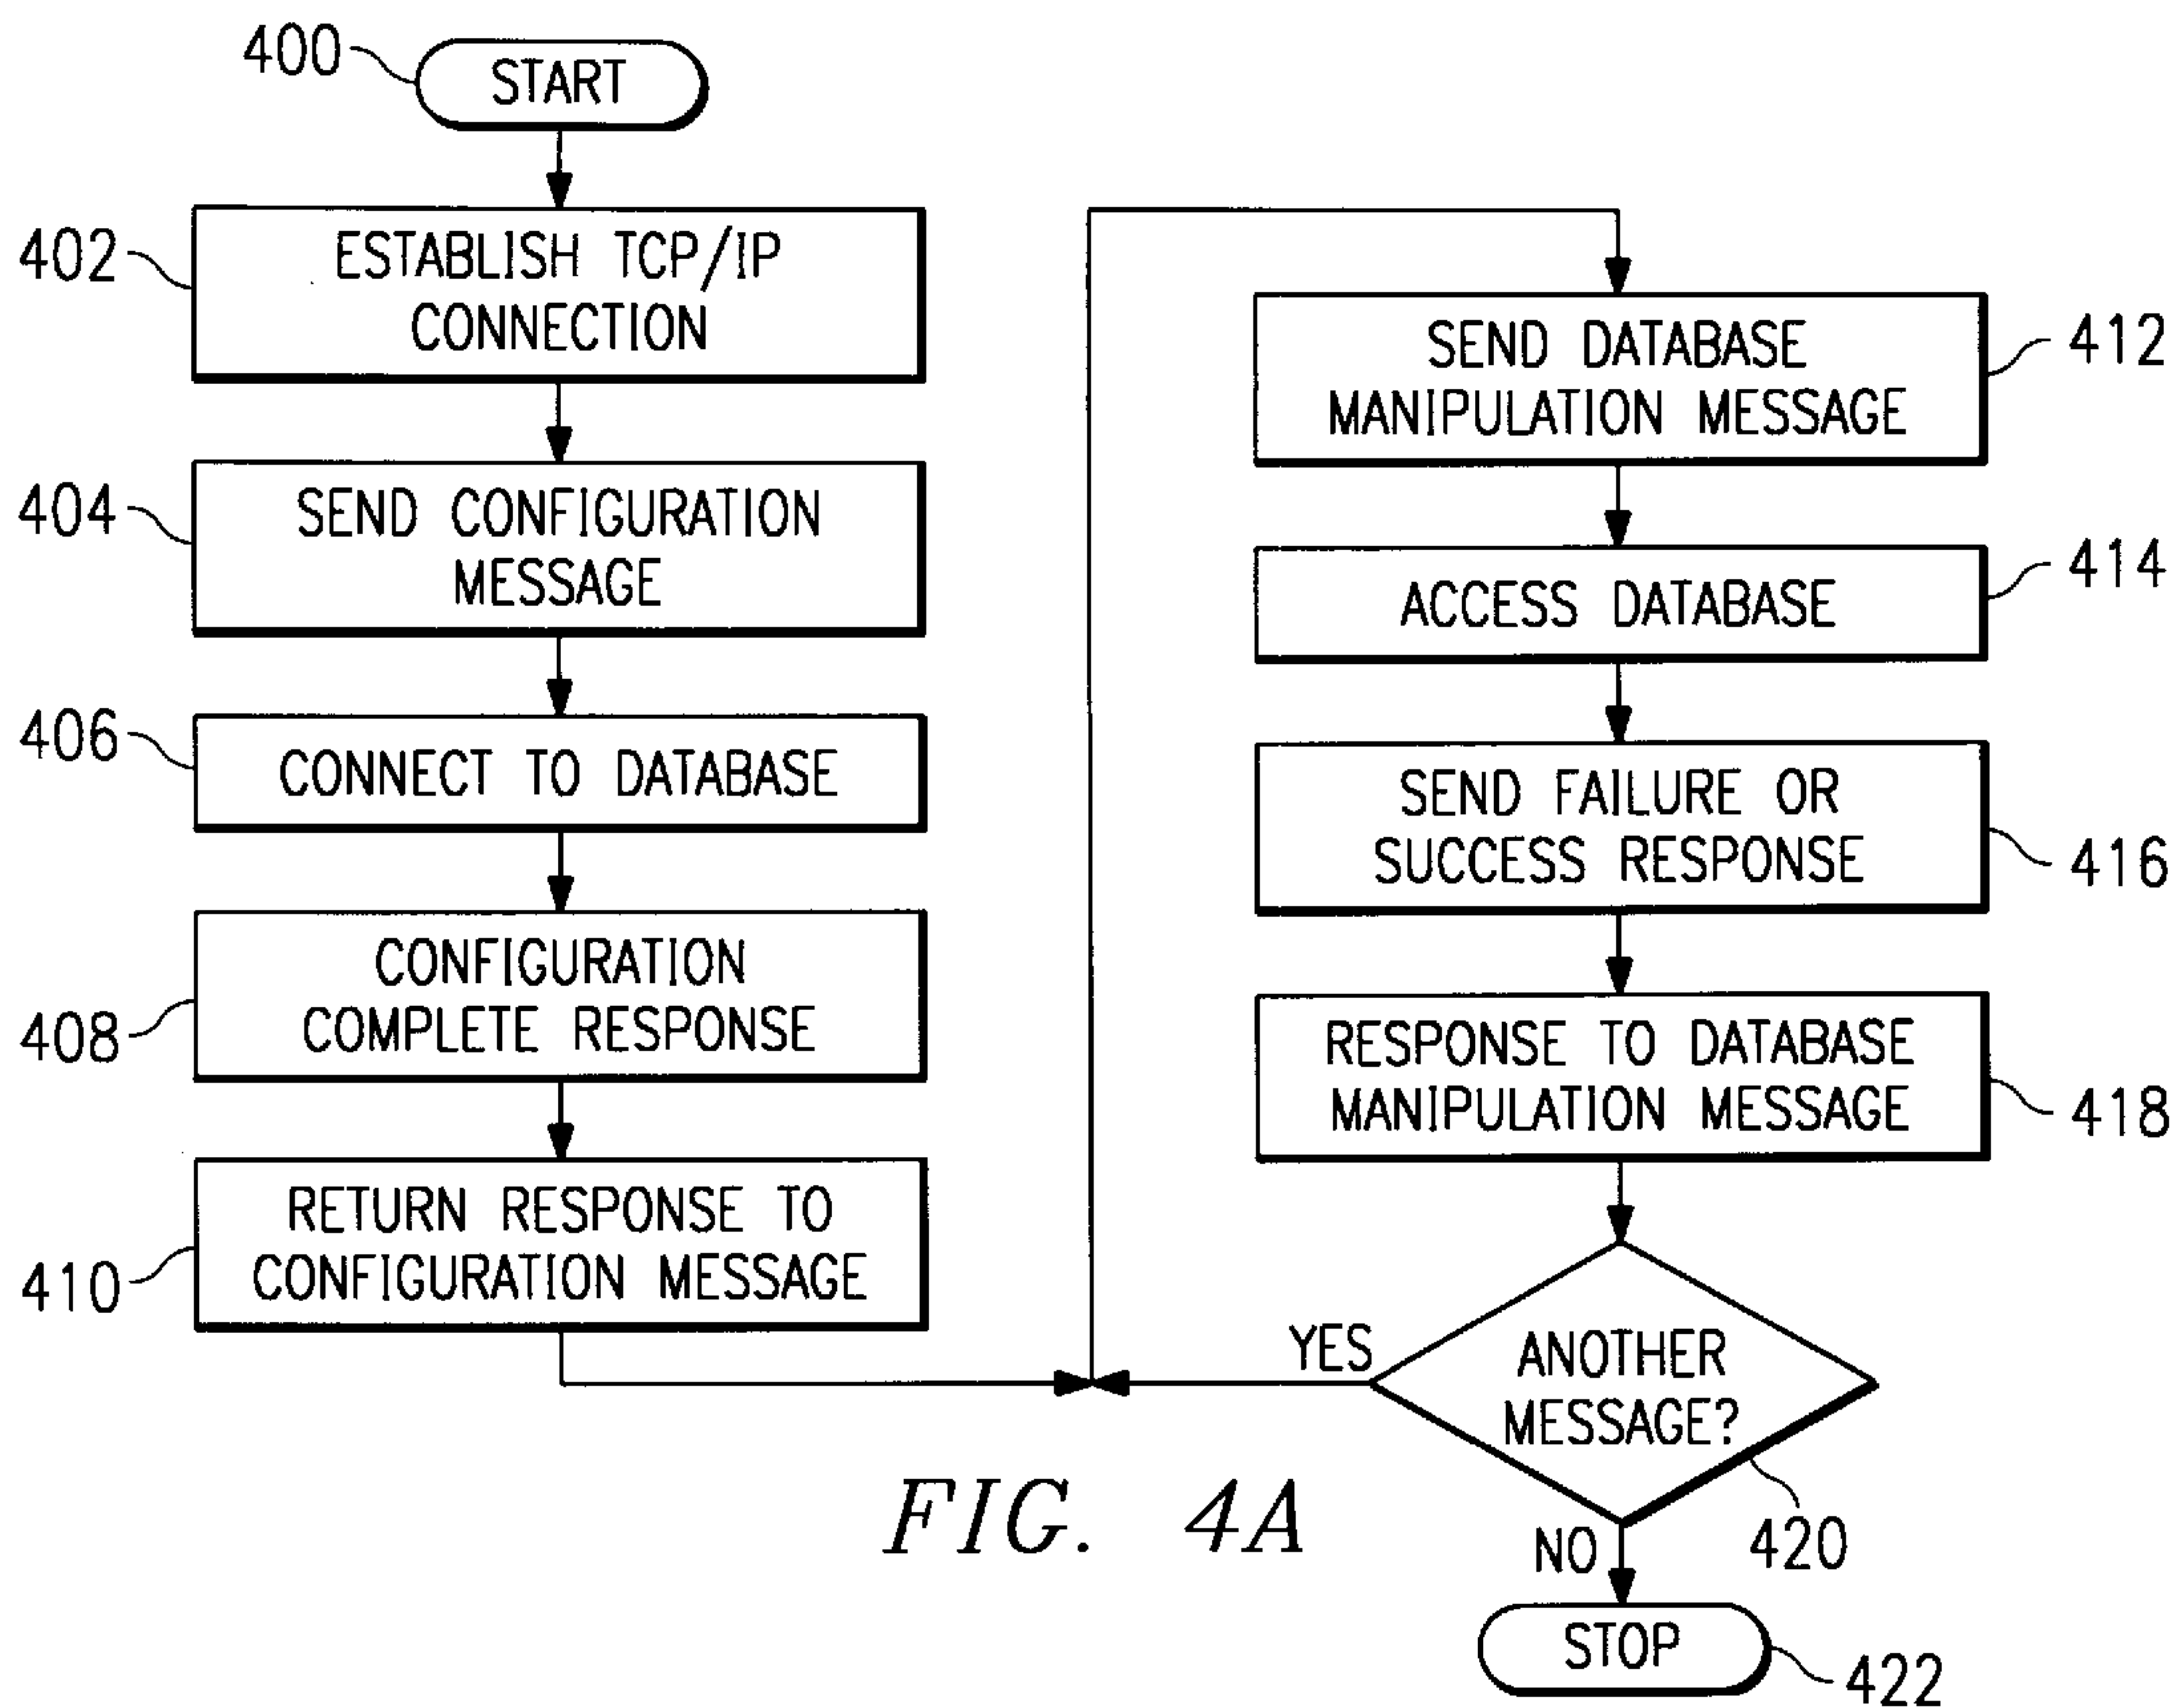 400
START
402
ESTABLISH TCP/IP
CONNECTION
404
SEND CONFIGURATION
MESSAGE
406
CONNECT TO DATABASE
408
CONFIGURATION
COMPLETE RESPONSE
410
RETURN RESPONSE TO
CONFIGURATION MESSAGE
412
SEND DATABASE
MANIPULATION MESSAGE
414
ACCESS DATABASE
416
SEND FAILURE OR
SUCCESS RESPONSE
418
RESPONSE TO DATABASE
MANIPULATION MESSAGE
YES
ANOTHER
MESSAGE?
420
NO
STOP
422
FIG. 4A